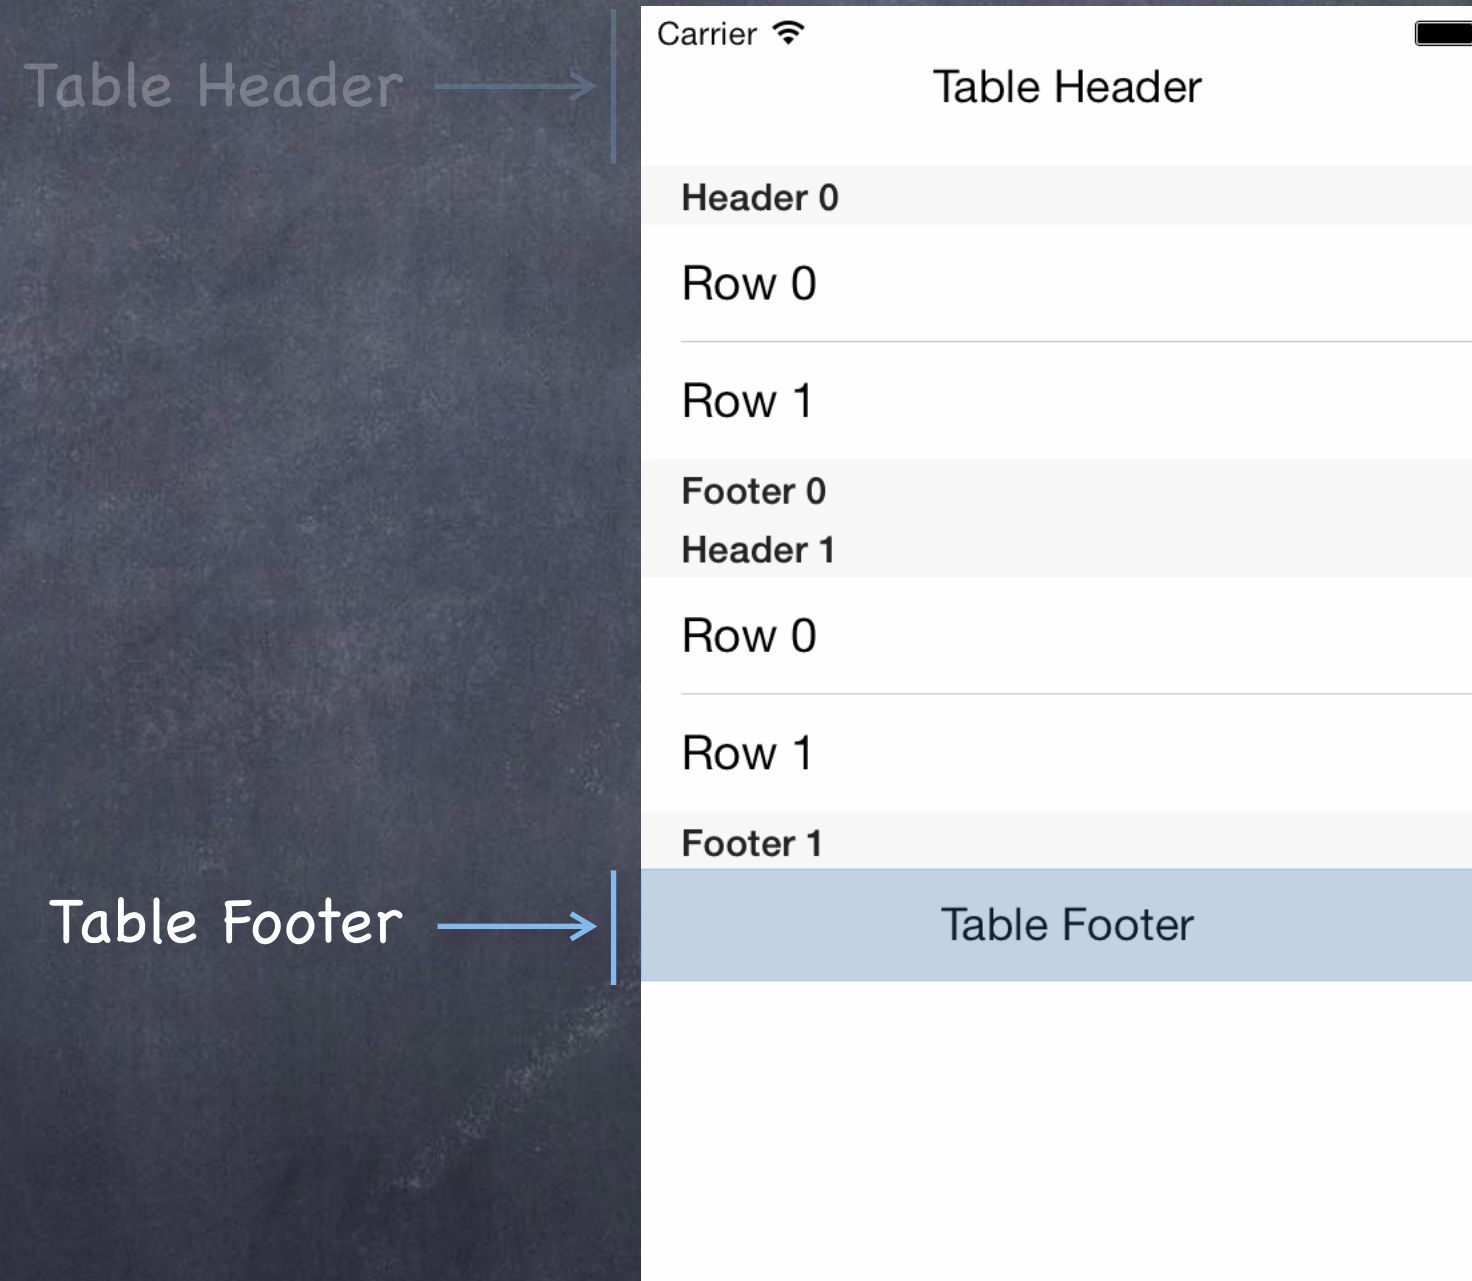 Carrier
Table Header
Table Header
Header 0
Row 0
Row 1
Footer 0
Header 1
Row 0
Row 1
Footer 1
Table Footer
Table Footer